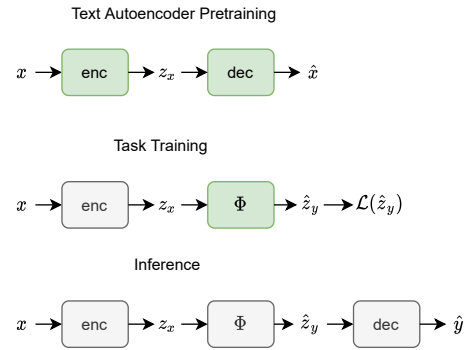 Text Autoencoder Pretraining
x enc z_x dec x̂
Task Training
x enc z_x Φ ẑ_y ℒ(ẑ_y)
Inference
x enc z_x Φ ẑ_y dec ŷ